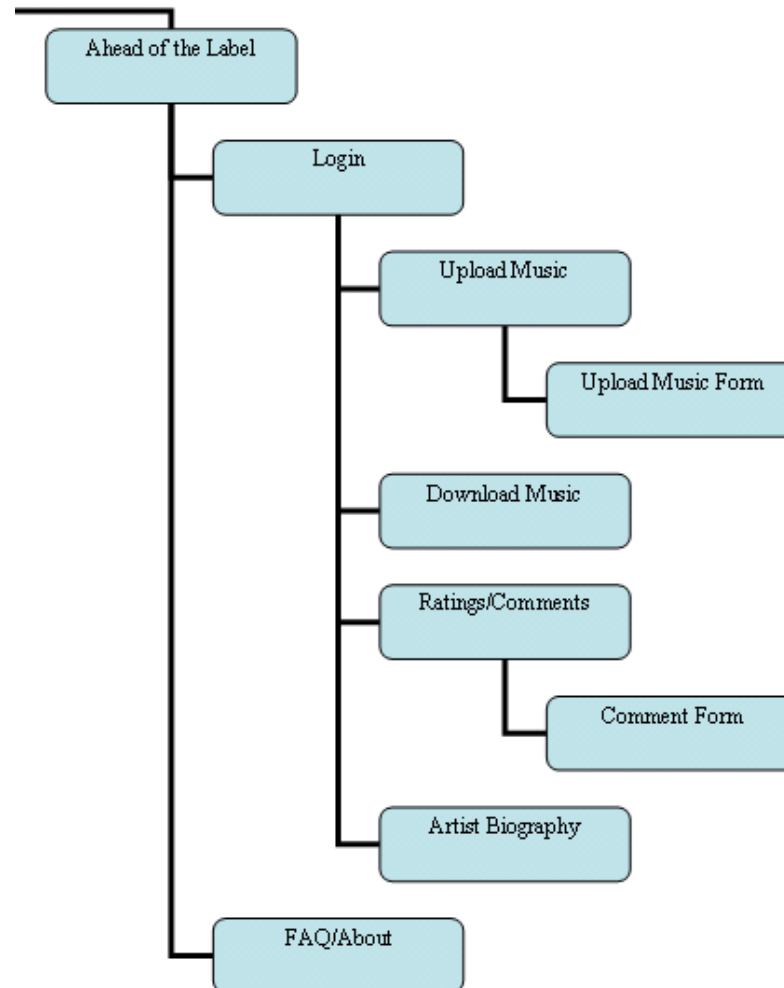 Ahead of the Label
Login
Upload Music
Upload Music Form
Download Music
Ratings/Comments
Comment Form
Artist Biography
FAQ/About